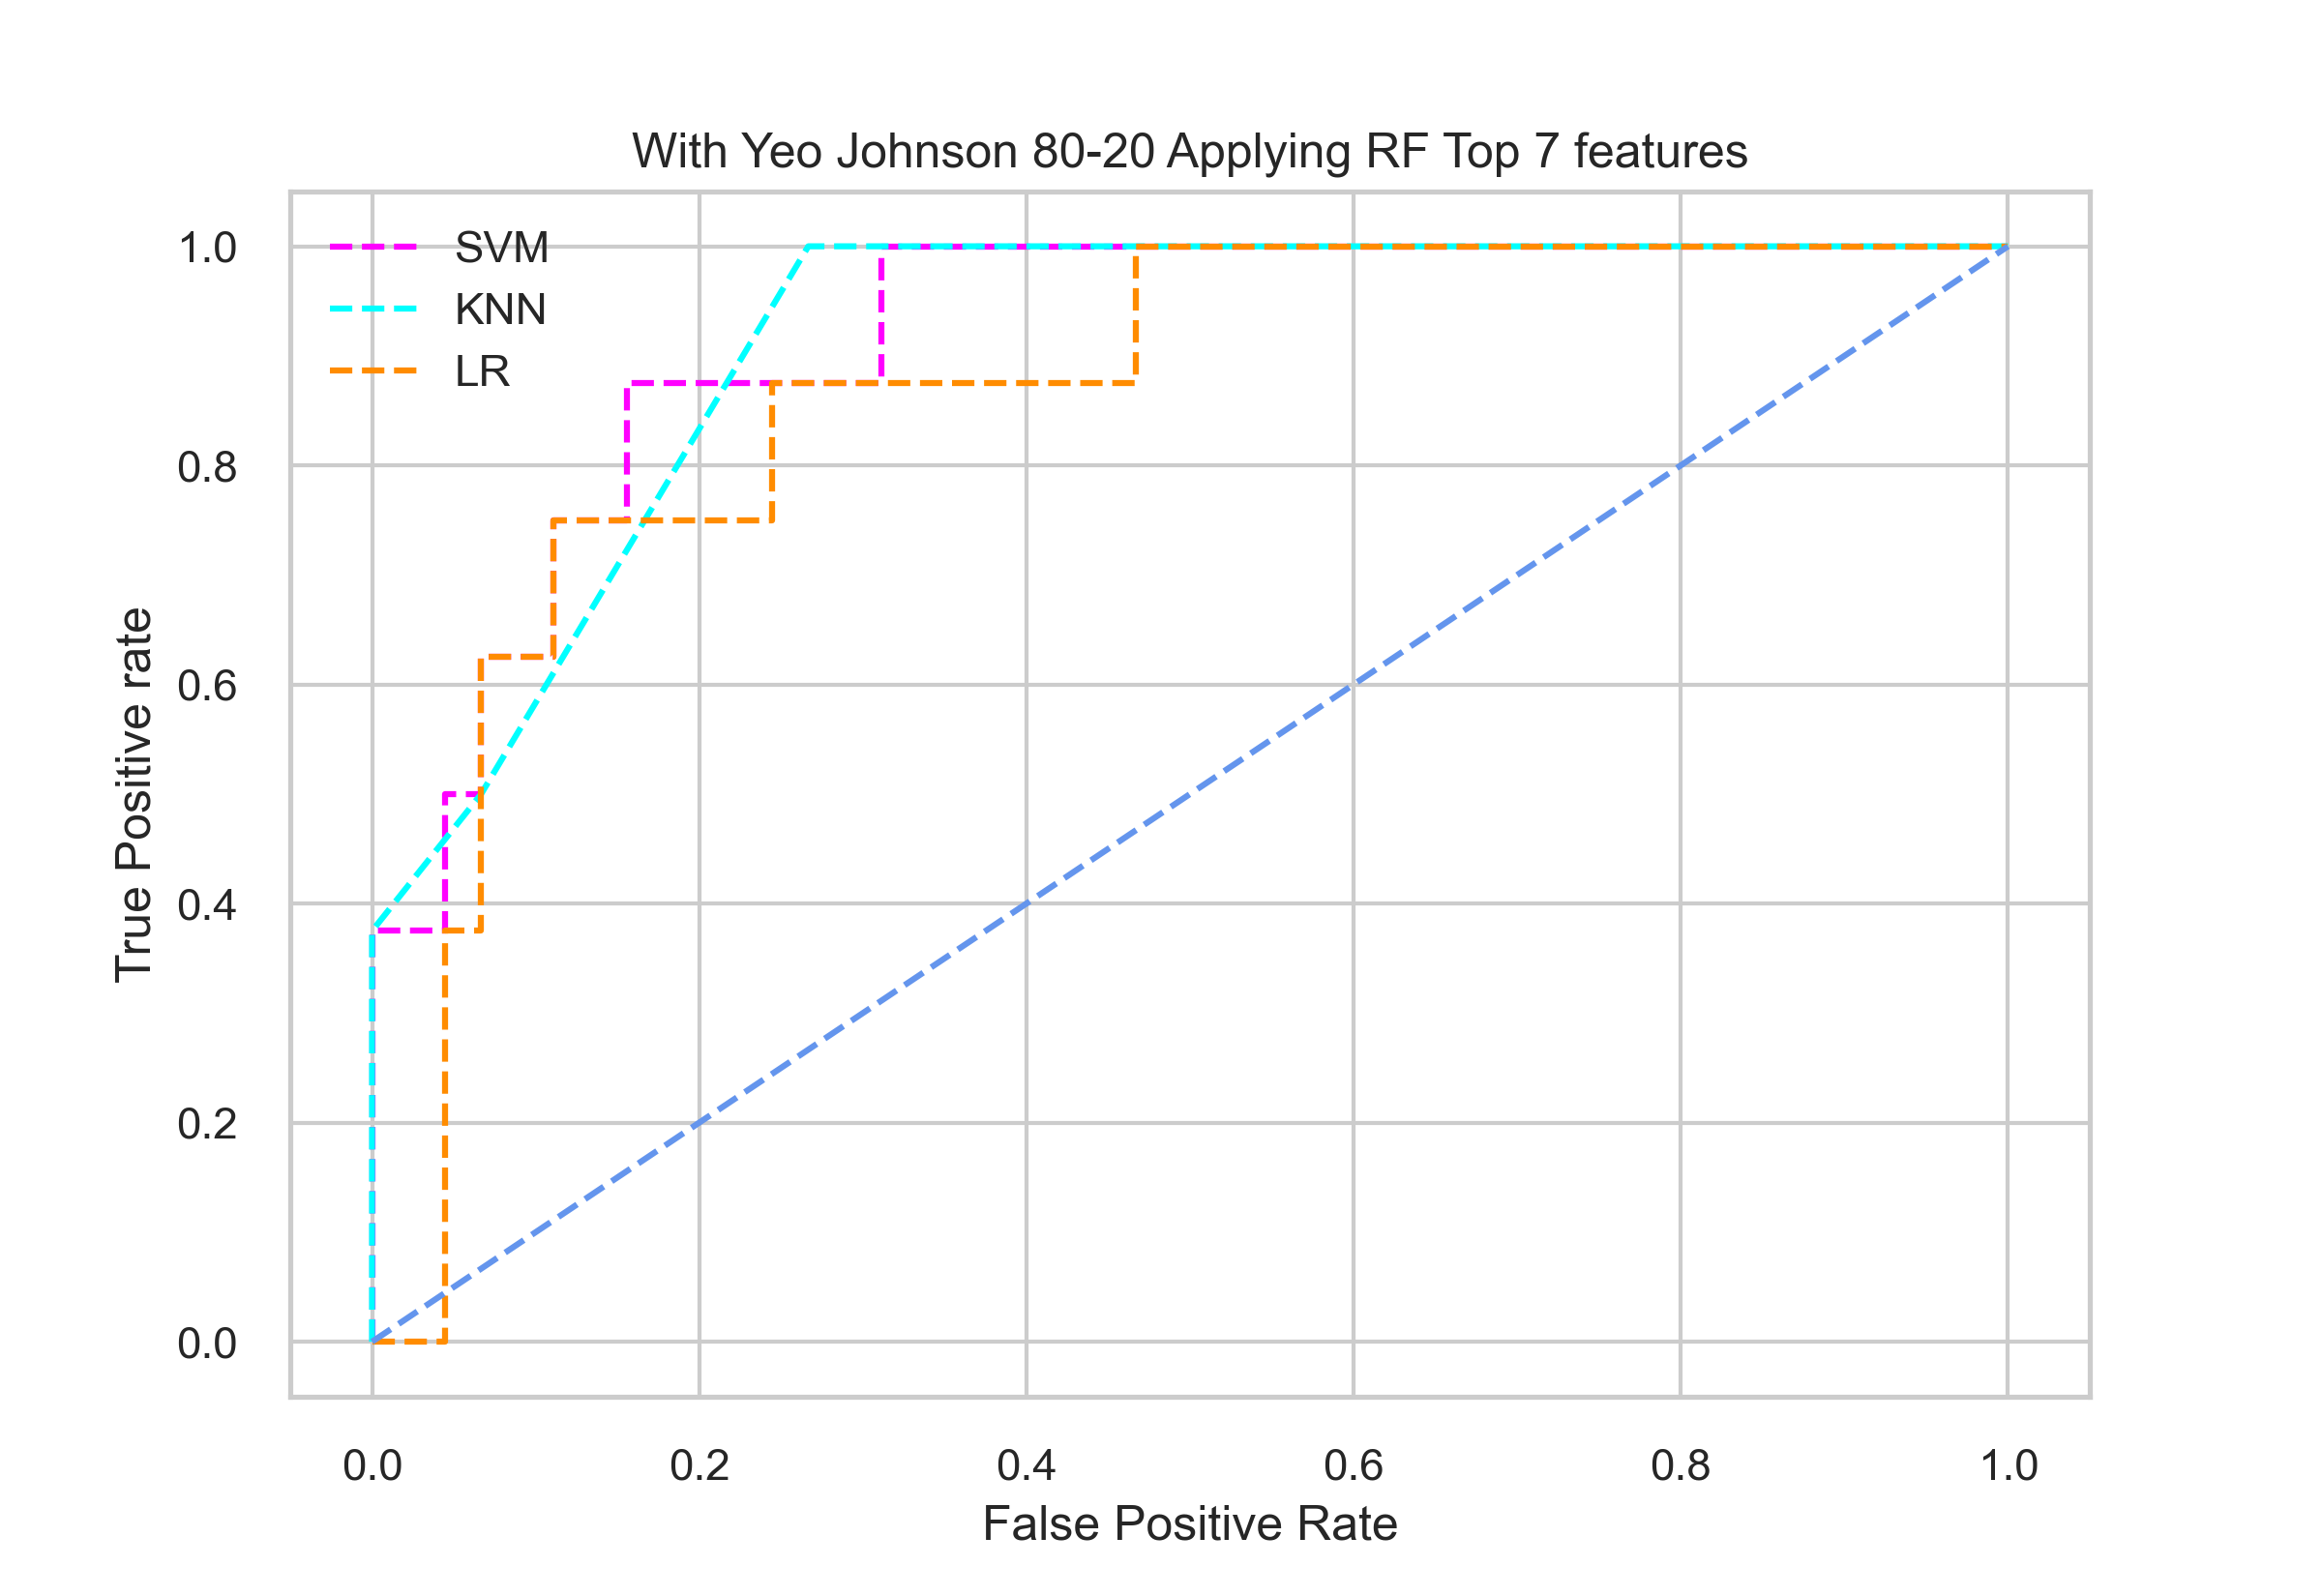 With Yeo Johnson 80-20 Applying RF Top 7 features
SVM
KNN
LR
1.0
0.8
0.6
0.4
0.2
0.0
True Positive rate
0.0 0.2 0.4 0.6 0.8 1.0
False Positive Rate